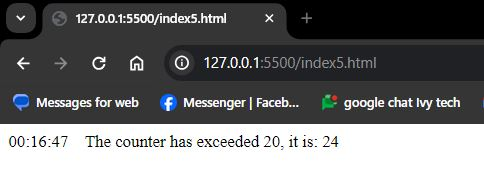 127.0.0.1:5500/index5.html
127.0.0.1:5500/index5.html
Messages for web Messenger | Faceb... google chat Ivy tech
00:16:47 The counter has exceeded 20, it is: 24